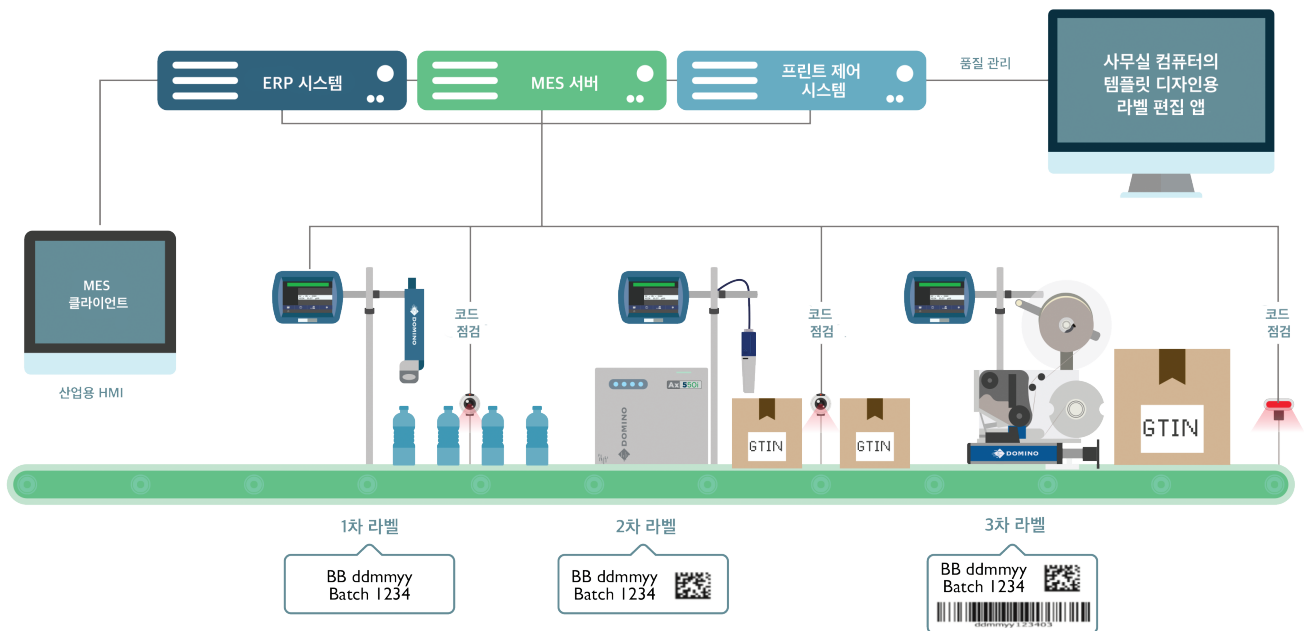 ERP 시스템
MES 서버
프린트 제어
시스템
품질 관리
사무실 컴퓨터의
템플릿 디자인용
라벨 편집 앱
MES
클라이언트
산업용 HMI
코드
점검
코드
점검
코드
점검
DOMINO
Ax 550i
DOMINO
DOMINO
GTIN
GTIN
GTIN
1차 라벨
2차 라벨
3차 라벨
BB ddmmyy
Batch 1234
BB ddmmyy
Batch 1234
BB ddmmyy
Batch 1234
ddmmyy123403